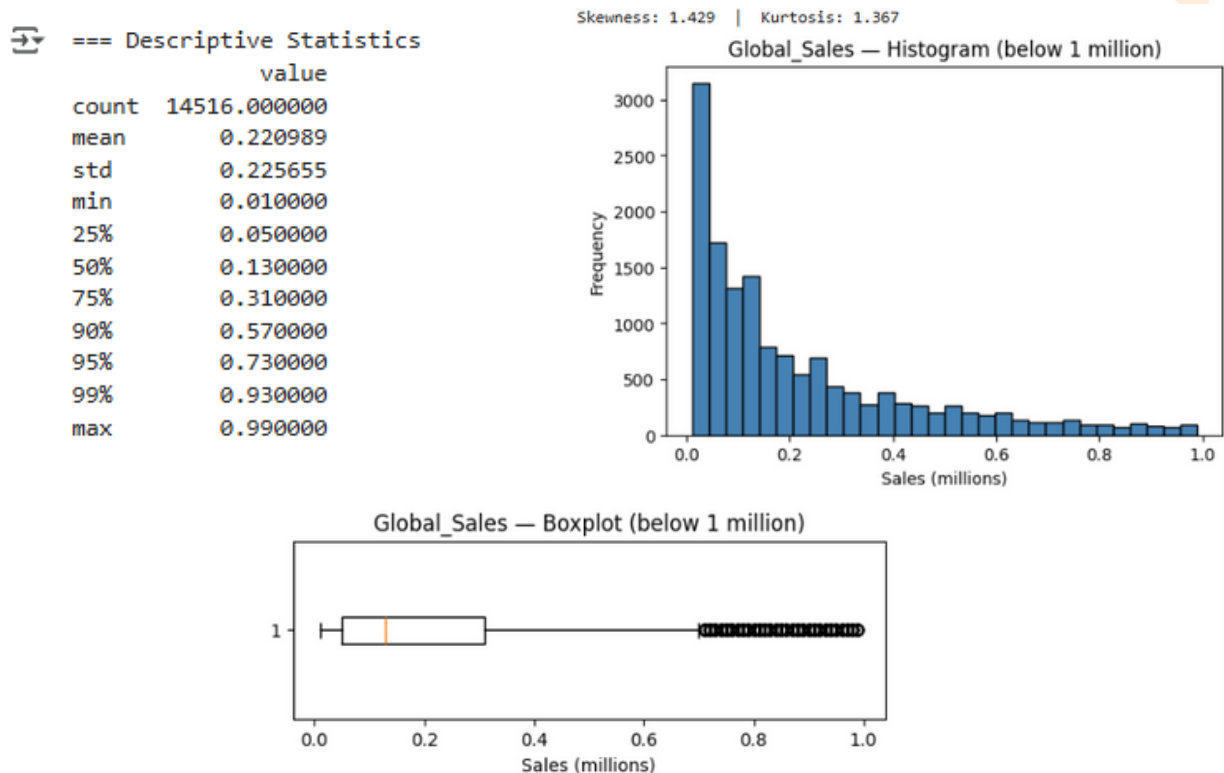 === Descriptive Statistics
value
count 14516.000000
mean 0.220989
std 0.225655
min 0.010000
25% 0.050000
50% 0.130000
75% 0.310000
90% 0.570000
95% 0.730000
99% 0.930000
max 0.990000
Skewness: 1.429 | Kurtosis: 1.367
Global_Sales — Histogram (below 1 million)
Frequency
3000
2500
2000
1500
1000
500
0
0.0 0.2 0.4 0.6 0.8 1.0
Sales (millions)
Global_Sales — Boxplot (below 1 million)
1
0.0 0.2 0.4 0.6 0.8 1.0
Sales (millions)